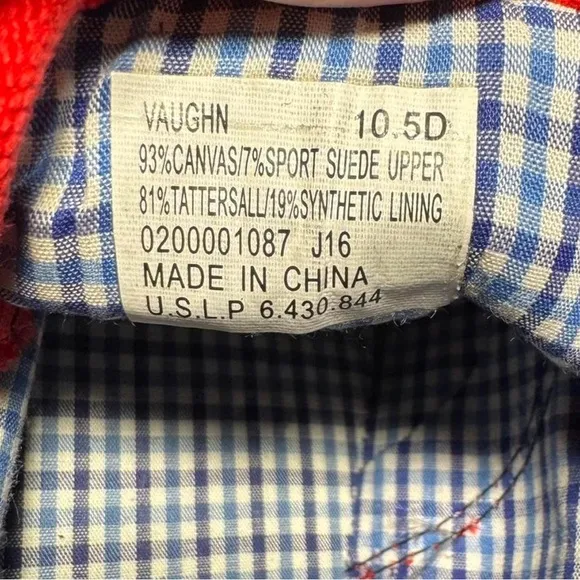 VAUGHN 10.5D
93%CANVAS/7%SPORT SUEDE UPPER
81%TATTERSALL/19%SYNTHETIC LINING
0200001087 J16
MADE IN CHINA
U.S.L.P 6.430.844